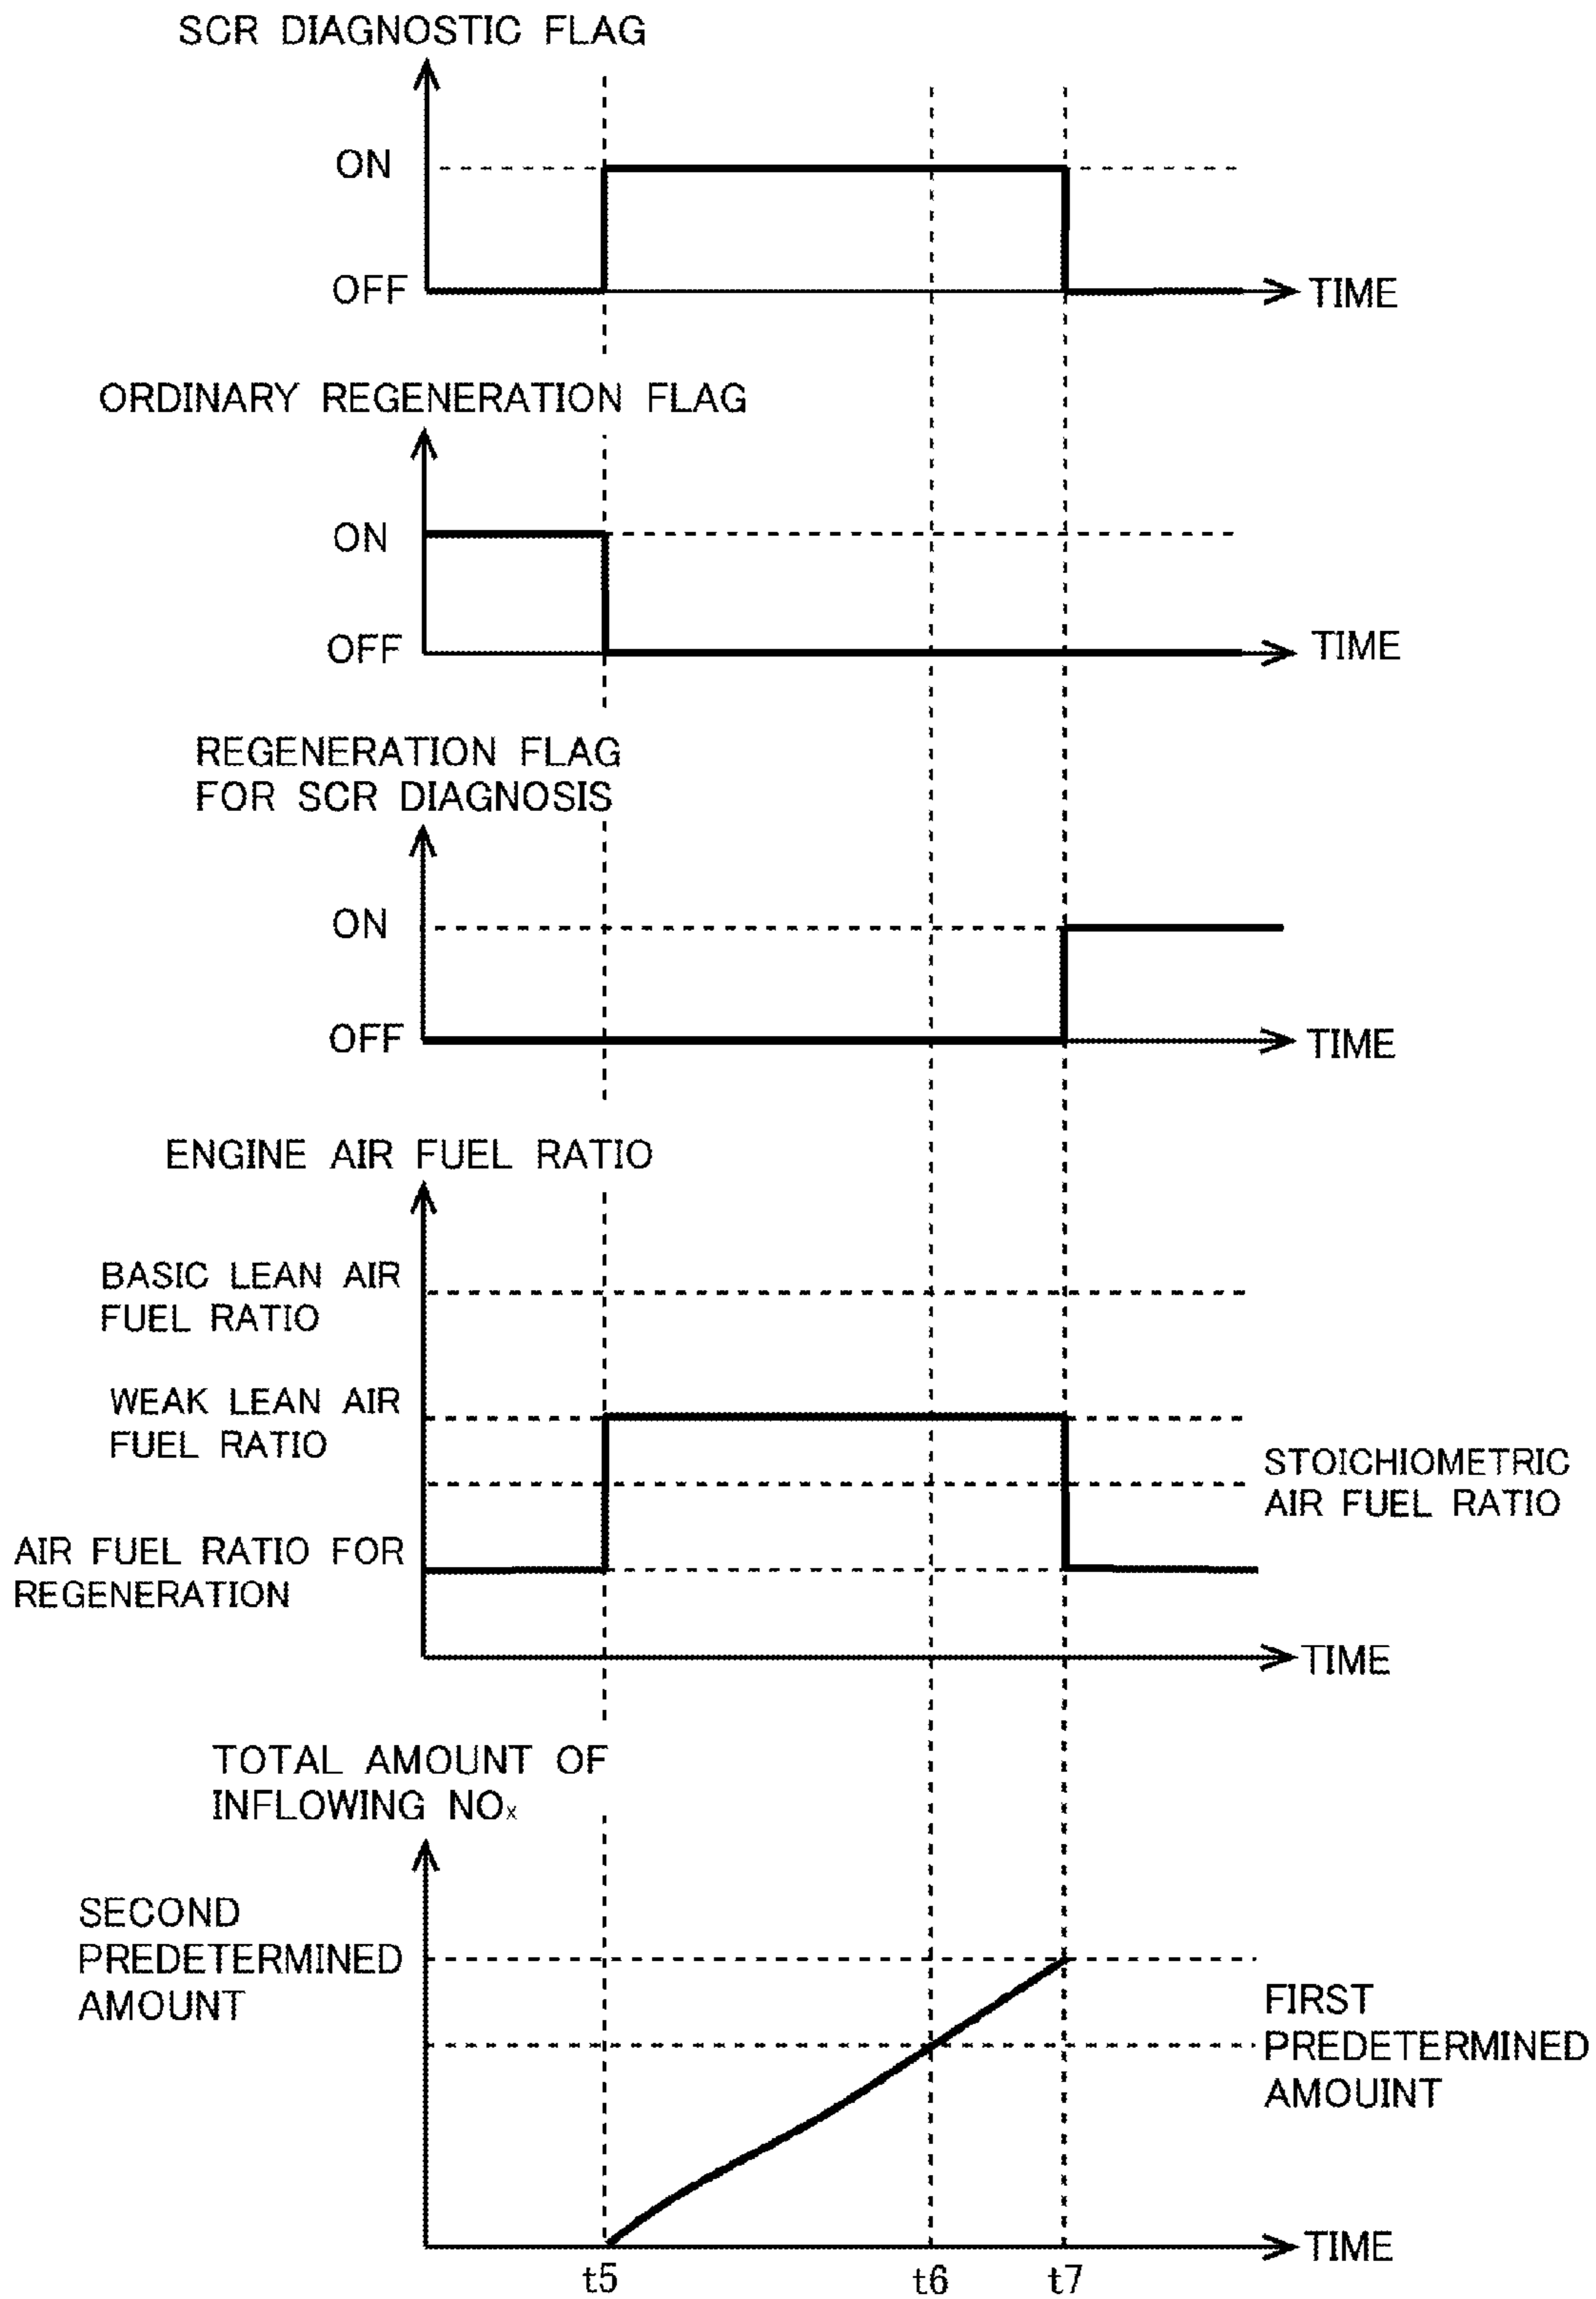 SCR DIAGNOSTIC FLAG
ON
OFF
TIME
ORDINARY REGENERATION FLAG
ON
OFF
TIME
REGENERATION FLAG
FOR SCR DIAGNOSIS
ON
OFF
TIME
ENGINE AIR FUEL RATIO
BASIC LEAN AIR
FUEL RATIO
WEAK LEAN AIR
FUEL RATIO
STOICHIOMETRIC
AIR FUEL RATIO
AIR FUEL RATIO FOR
REGENERATION
TIME
TOTAL AMOUNT OF
INFLOWING NOx
SECOND
PREDETERMINED
AMOUNT
FIRST
PREDETERMINED
AMOUINT
TIME
t5 t6 t7